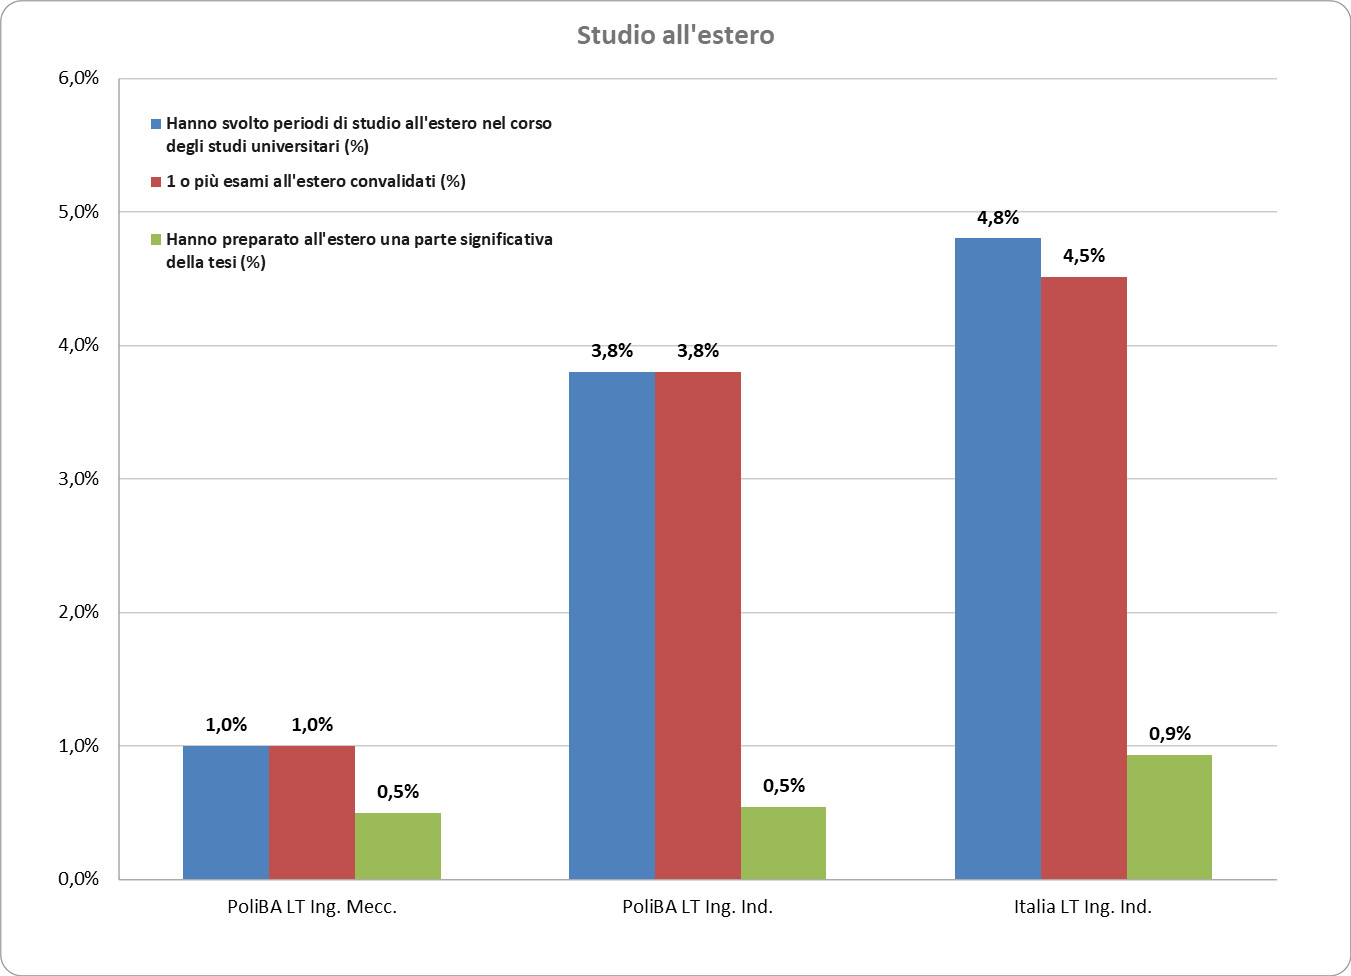 Studio all'estero
6,0%
5,0%
4,0%
3,0%
2,0%
1,0%
0,0%
Hanno svolto periodi di studio all'estero nel corso
degli studi universitari (%)
1 o più esami all'estero convalidati (%)
Hanno preparato all'estero una parte significativa
della tesi (%)
1,0%
1,0%
0,5%
3,8%
3,8%
0,5%
4,8%
4,5%
0,9%
PoliBA LT Ing. Mecc.
PoliBA LT Ing. Ind.
Italia LT Ing. Ind.